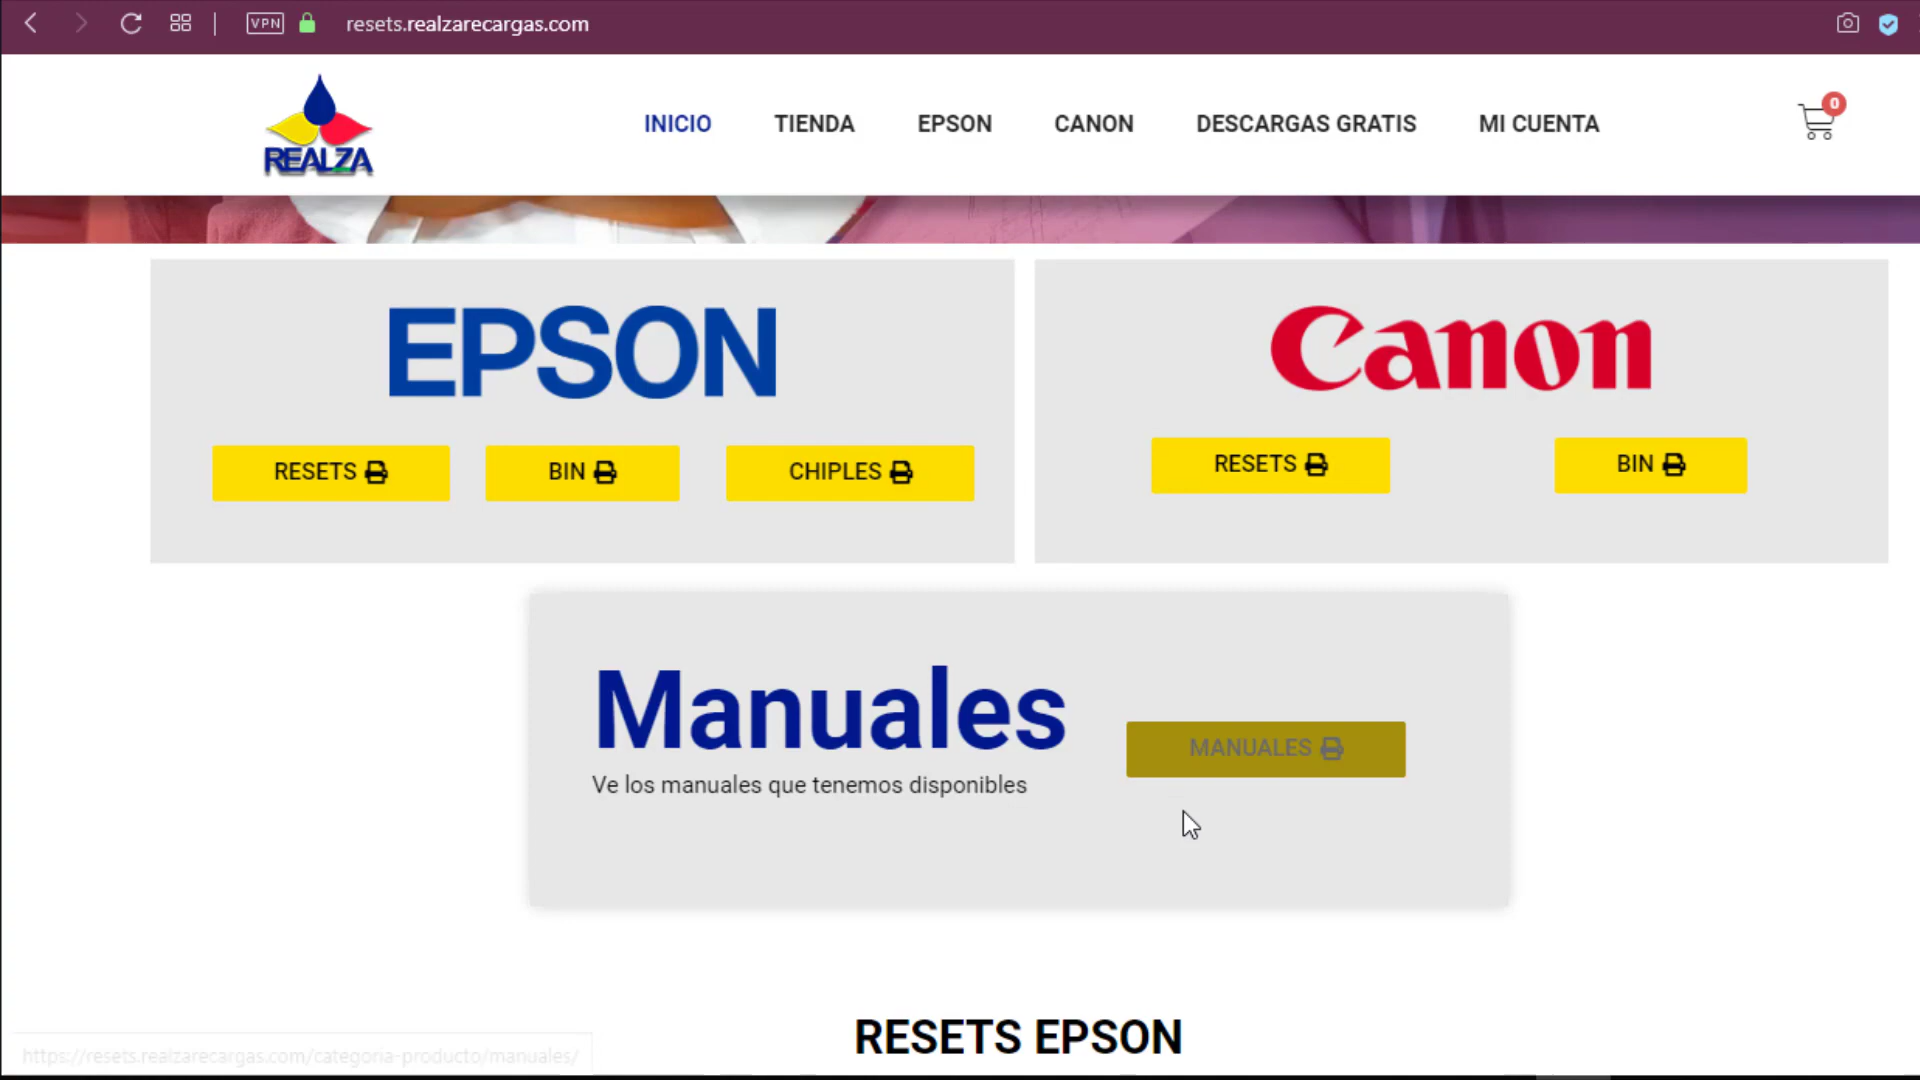 VPN
resets.realzarecargas.com
REALZA
INICIO
TIENDA
EPSON
CANON
DESCARGAS GRATIS
MI CUENTA
0
EPSON
Canon
RESETS
BIN
CHIPLES
RESETS
BIN
Manuales
MANUALES
Ve los manuales que tenemos disponibles
RESETS EPSON
https://resets.realzarecargas.com/categoria-producto/manuales/